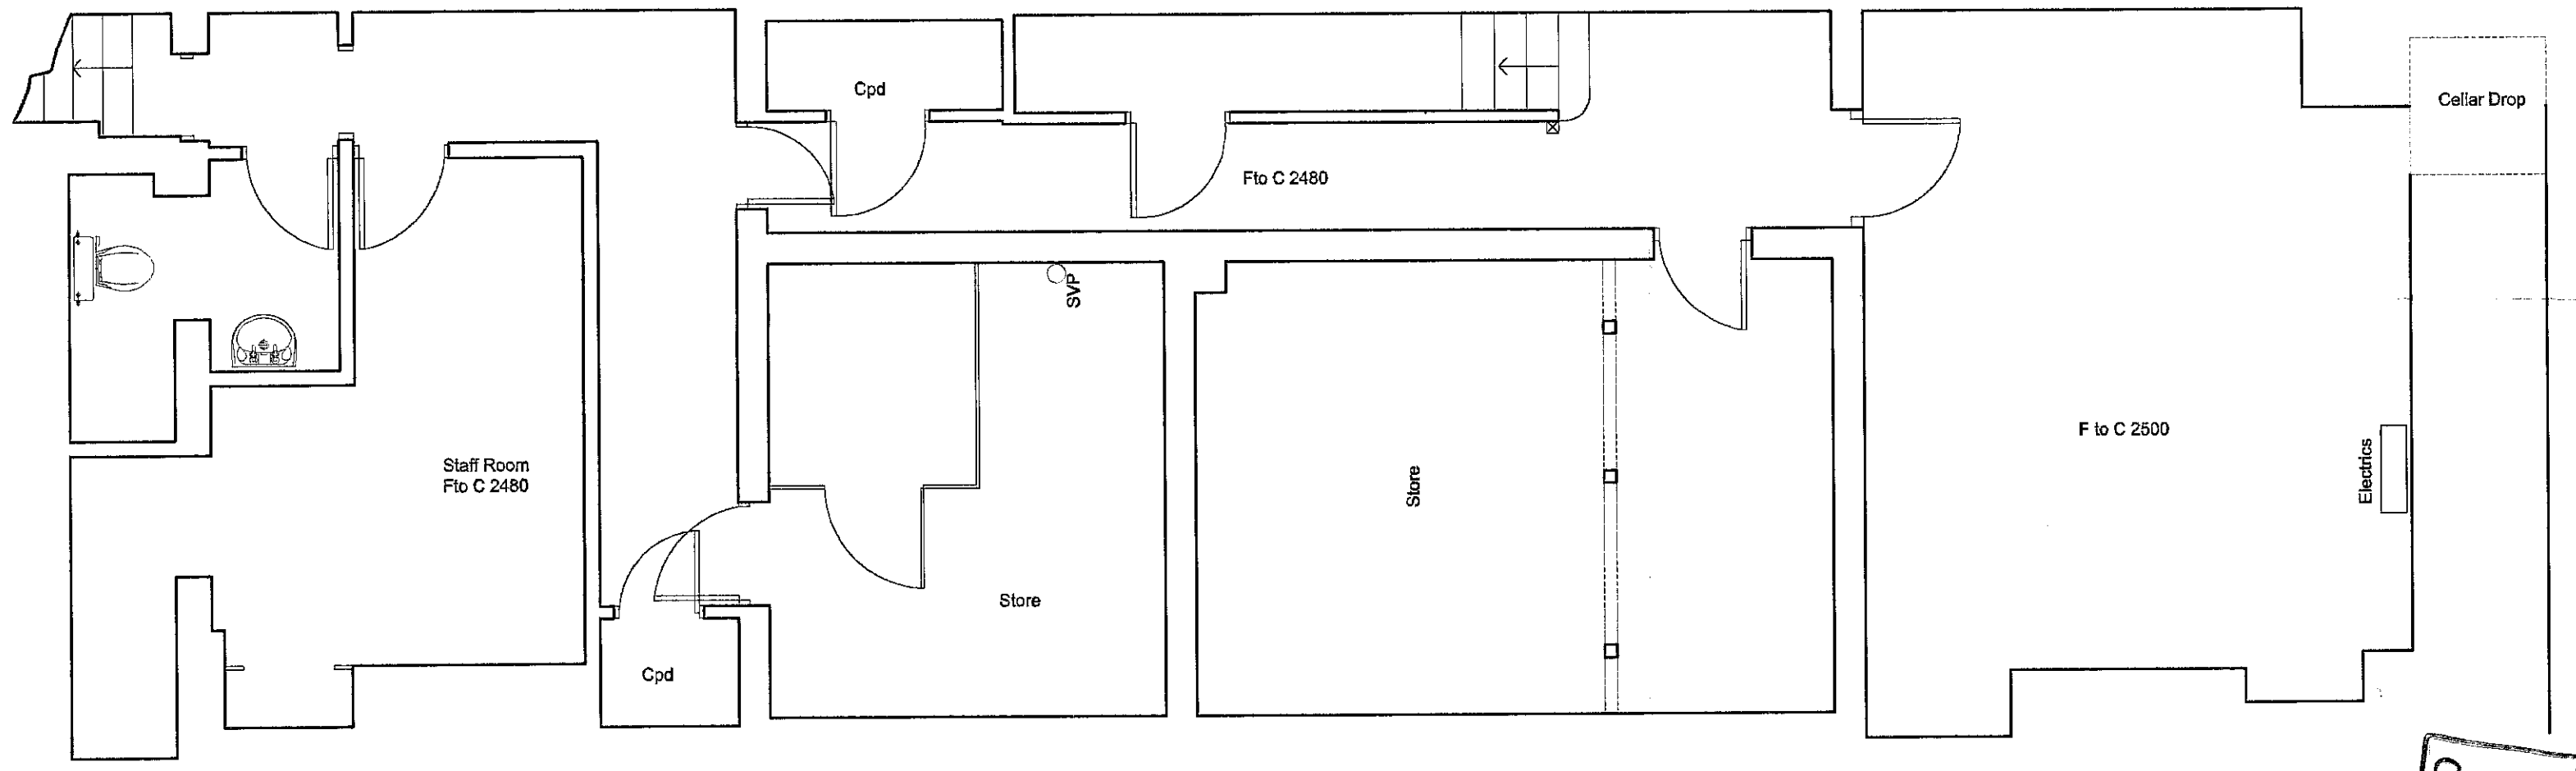 Cpd
Cellar Drop
Fto C 2480
SVP
Staff Room
Fto C 2480
Store
F to C 2500
Electrics
Store
Cpd